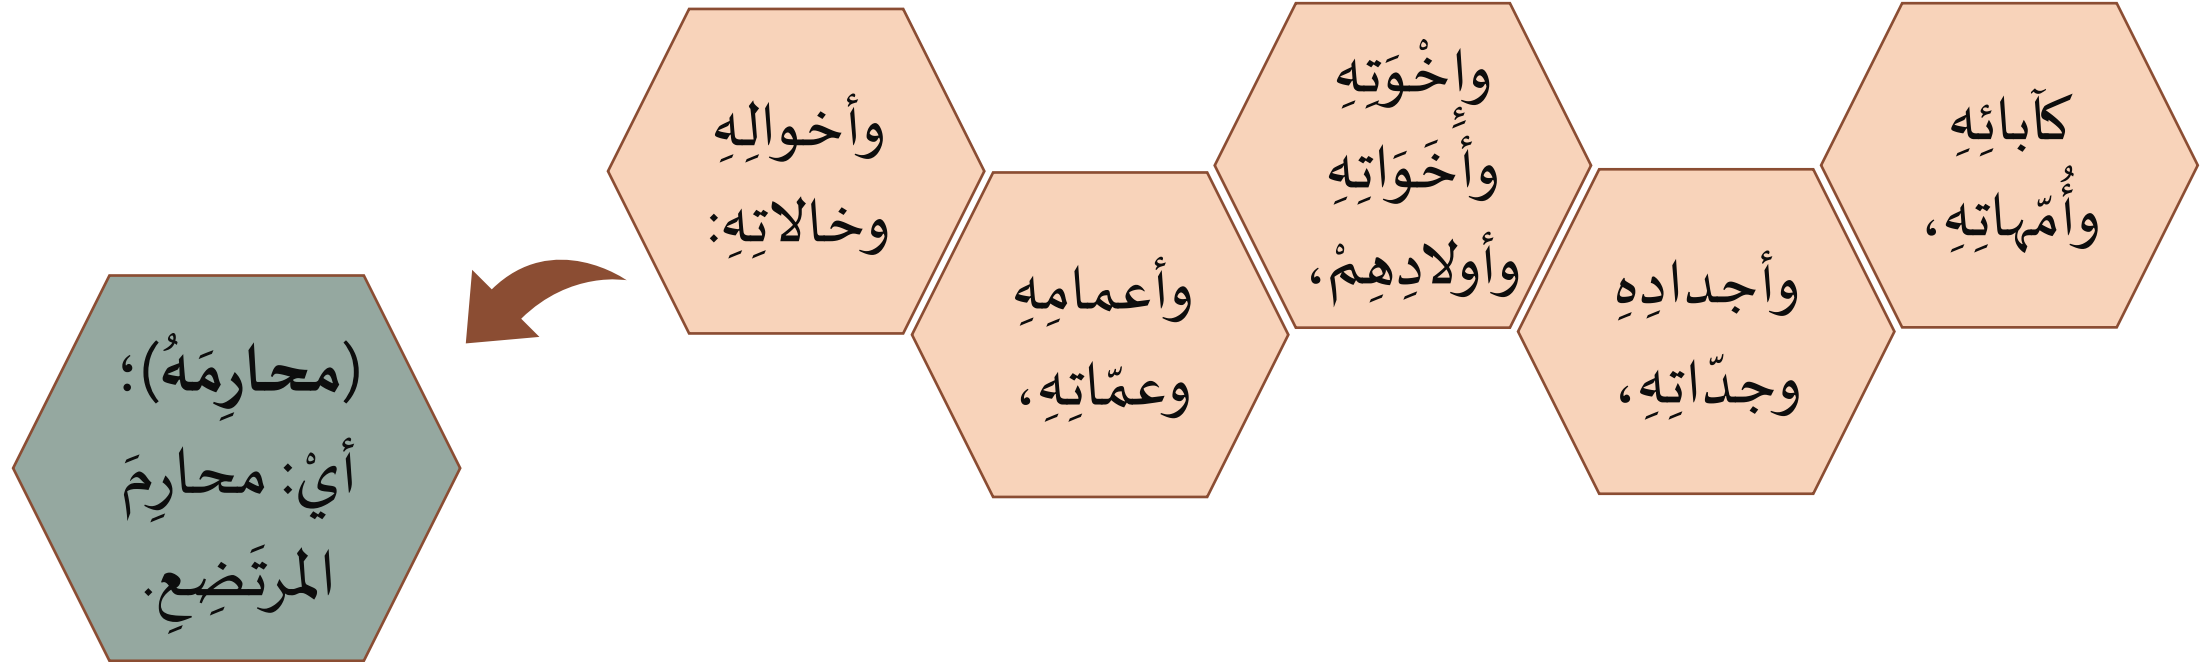 كآبائِهِ
وأُمّهاتِهِ،
وأجدادِهِ
وجدّاتِهِ،
وإِخْوَتِهِ
وأَخَوَاتِهِ
وأولادِهِمْ،
وأعمامِهِ
وعمّاتِهِ،
وأخوالِهِ
وخالاتِهِ:
(محارِمَهُ)؛
أيْ: محارِمَ
المرتَضِعِ.